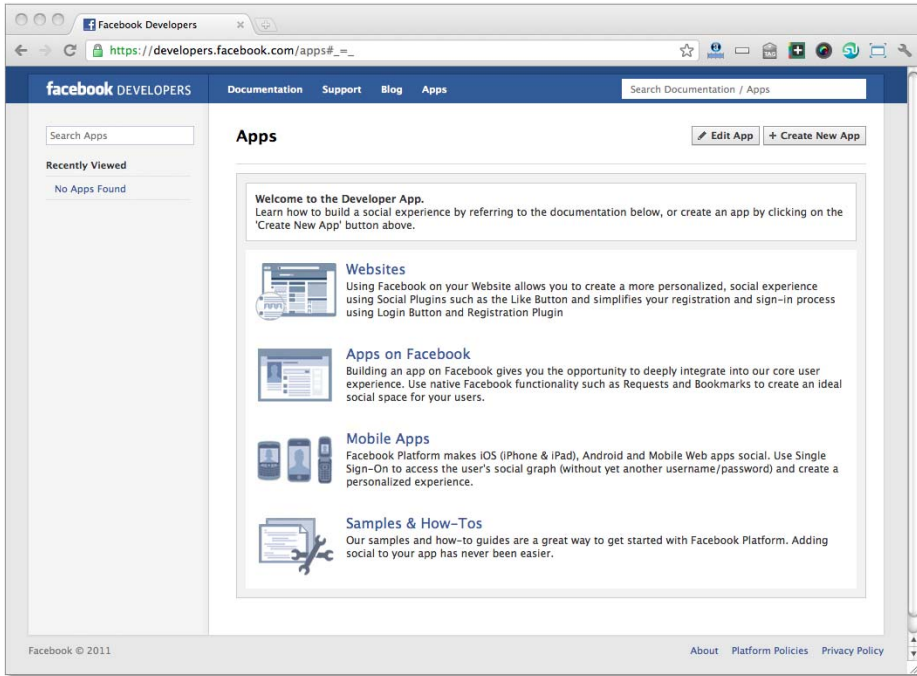 Facebook Developers
https://developers.facebook.com/apps#_=_
facebook DEVELOPERS
Documentation Support Blog Apps
Search Documentation / Apps
Search Apps
Recently Viewed
No Apps Found
Apps
Edit App
+ Create New App
Welcome to the Developer App.
Learn how to build a social experience by referring to the documentation below, or create an app by clicking on the
'Create New App' button above.
Websites
Using Facebook on your Website allows you to create a more personalized, social experience
using Social Plugins such as the Like Button and simplifies your registration and sign-in process
using Login Button and Registration Plugin
Apps on Facebook
Building an app on Facebook gives you the opportunity to deeply integrate into our core user
experience. Use native Facebook functionality such as Requests and Bookmarks to create an ideal
social space for your users.
Mobile Apps
Facebook Platform makes iOS (iPhone & iPad), Android and Mobile Web apps social. Use Single
Sign-On to access the user's social graph (without yet another username/password) and create a
personalized experience.
Samples & How-Tos
Our samples and how-to guides are a great way to get started with Facebook Platform. Adding
social to your app has never been easier.
Facebook © 2011
About Platform Policies Privacy Policy